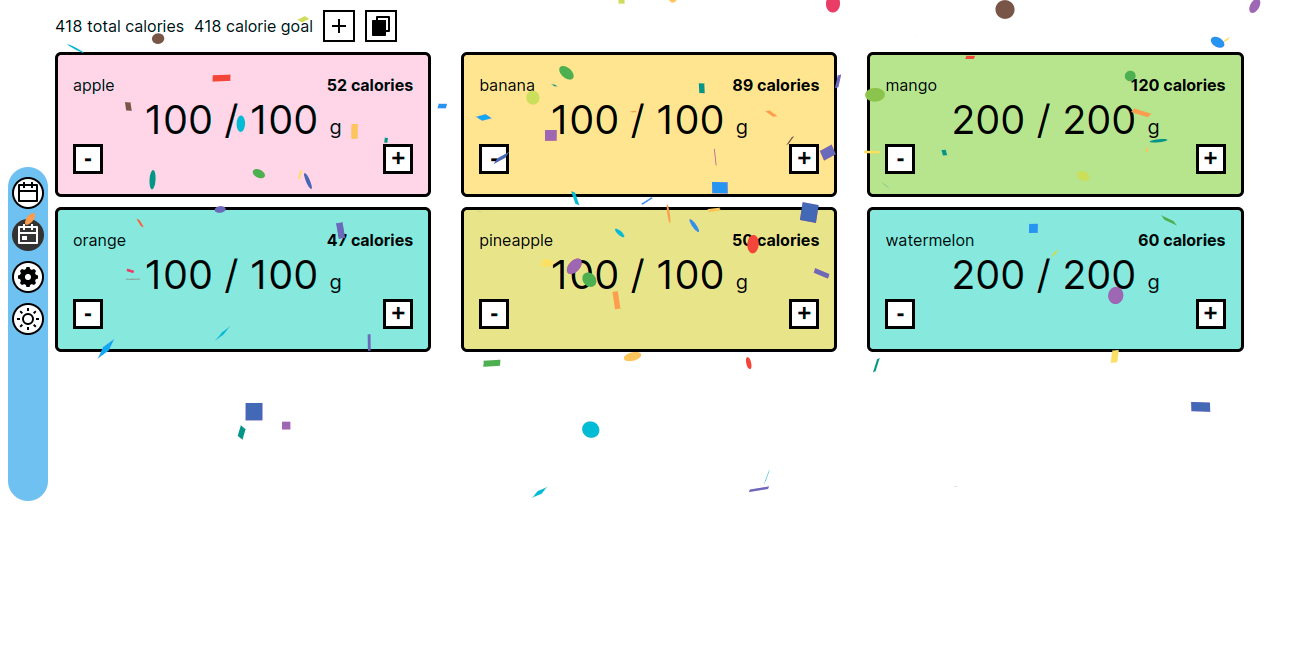 418 total calories 418 calorie goal +
apple 52 calories
100 / 100 g
- +
banana 89 calories
100 / 100 g
- +
mango 120 calories
200 / 200 g
- +
orange 47 calories
100 / 100 g
- +
pineapple 50 calories
100 / 100 g
- +
watermelon 60 calories
200 / 200 g
- +